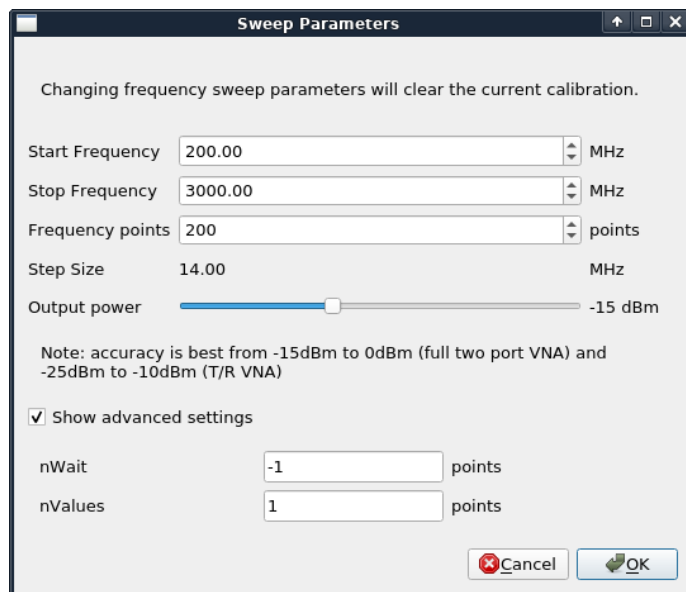 Sweep Parameters
Changing frequency sweep parameters will clear the current calibration.
Start Frequency 200.00 MHz
Stop Frequency 3000.00 MHz
Frequency points 200 points
Step Size 14.00 MHz
Output power -15 dBm
Note: accuracy is best from -15dBm to 0dBm (full two port VNA) and
-25dBm to -10dBm (T/R VNA)
Show advanced settings
nWait -1 points
nValues 1 points
Cancel OK